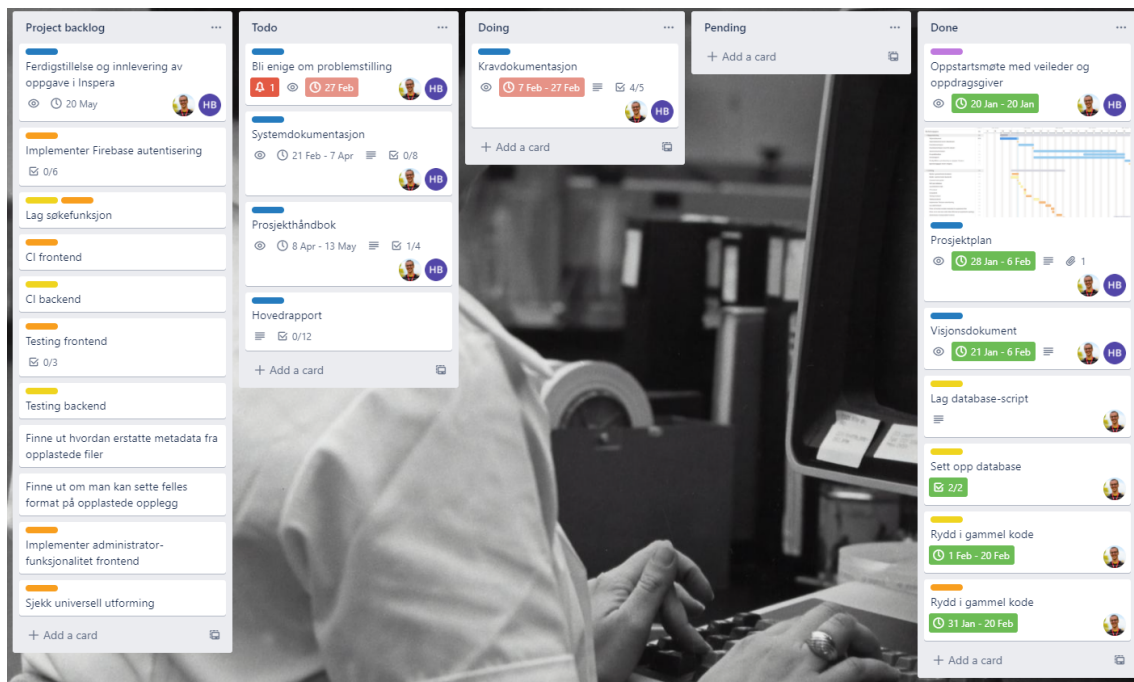 Project backlog
Ferdigstillelse og innlevering av
oppgave i Inspera
20 May
HB
Implementer Firebase autentisering
0/6
Lag søkefunksjon
CI frontend
CI backend
Testing frontend
0/3
Testing backend
Finne ut hvordan erstatte metadata fra
opplastede filer
Finne ut om man kan sette felles
format på opplastede opplegg
Implementer administrator-
funksjonalitet frontend
Sjekk universell utforming
+ Add a card
Todo
Bli enige om problemstilling
1
27 Feb
HB
Systemdokumentasjon
21 Feb - 7 Apr
0/8
HB
Prosjekthåndbok
8 Apr - 13 May
1/4
HB
Hovedrapport
0/12
+ Add a card
Doing
Kravdokumentasjon
7 Feb - 27 Feb
4/5
HB
+ Add a card
Pending
+ Add a card
Done
Oppstartsmøte med veileder og
oppdragsgiver
20 Jan - 20 Jan
HB
Prosjektplan
28 Jan - 6 Feb
1
HB
Visjonsdokument
21 Jan - 6 Feb
HB
Lag database-script
Sett opp database
2/2
Rydd i gammel kode
1 Feb - 20 Feb
Rydd i gammel kode
31 Jan - 20 Feb
+ Add a card